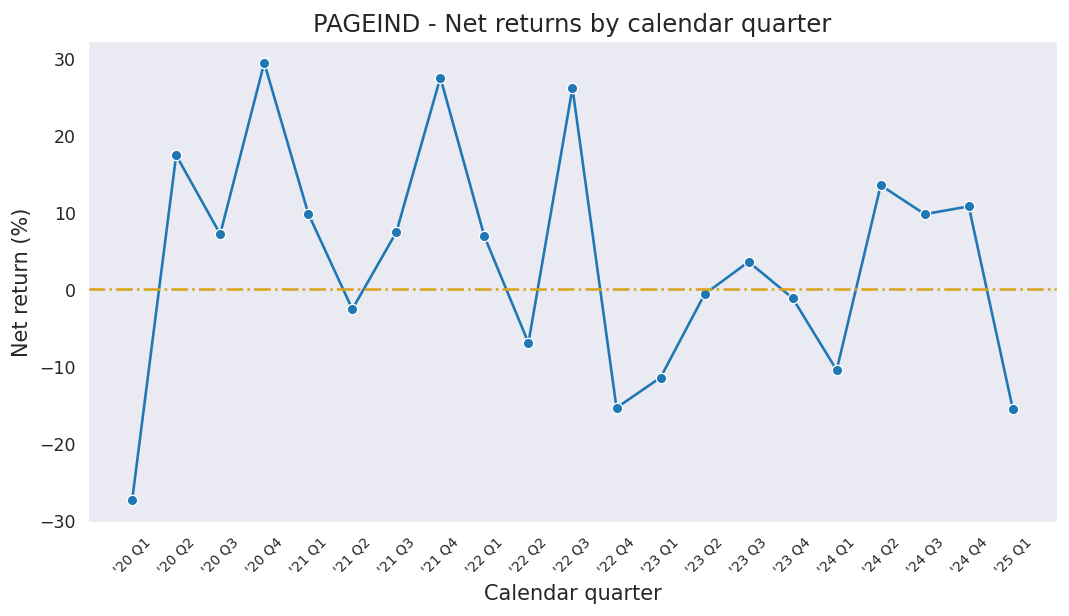 PAGEIND - Net returns by calendar quarter
Net return (%)
30
20
10
0
−10
−20
−30
'20 Q1
'20 Q2
'20 Q3
'20 Q4
'21 Q1
'21 Q2
'21 Q3
'21 Q4
'22 Q1
'22 Q2
'22 Q3
'22 Q4
'23 Q1
'23 Q2
'23 Q3
'23 Q4
'24 Q1
'24 Q2
'24 Q3
'24 Q4
'25 Q1
Calendar quarter